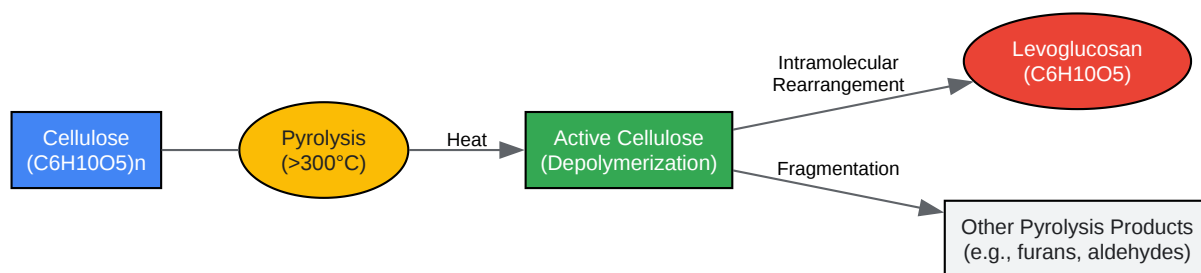 Cellulose
(C6H10O5)n
Pyrolysis
(>300°C)
Heat
Active Cellulose
(Depolymerization)
Intramolecular
Rearrangement
Levoglucosan
(C6H10O5)
Fragmentation
Other Pyrolysis Products
(e.g., furans, aldehydes)